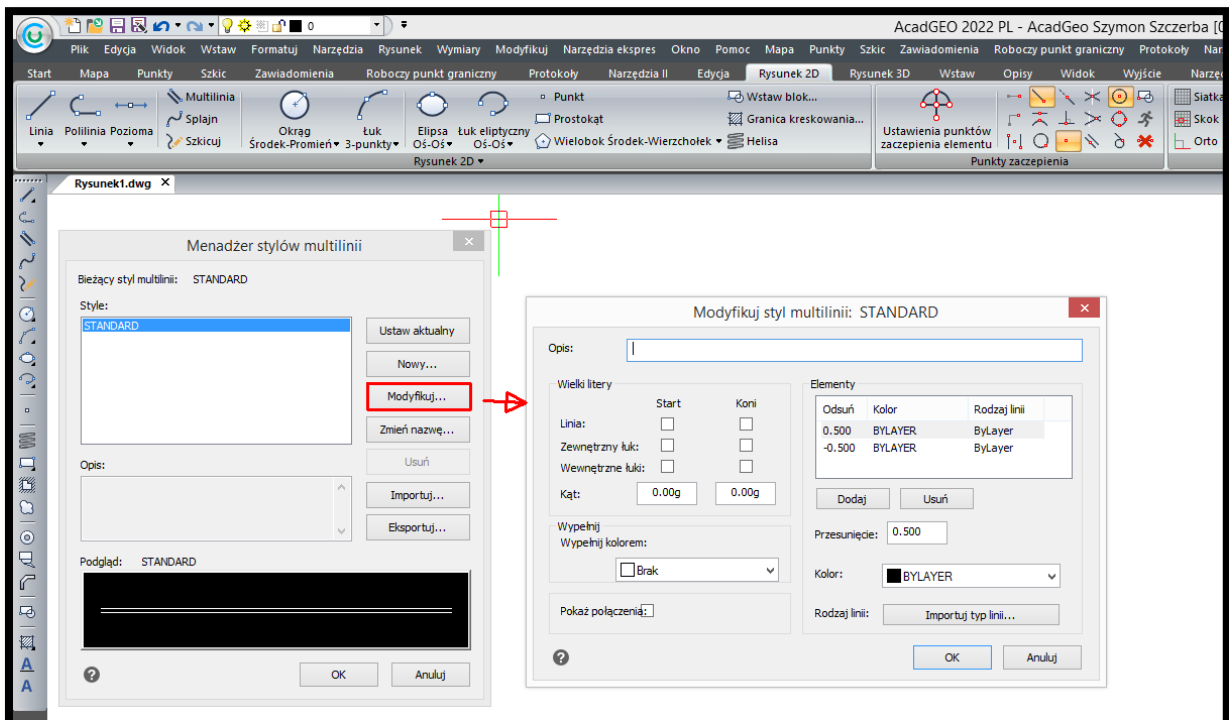 0
AcadGEO 2022 PL - AcadGeo Szymon Szczerba [
Plik Edycja Widok Wstaw Formatuj Narzędzia Rysunek Wymiary Modyfikuj Narzędzia ekspres Okno Pomoc Mapa Punkty Szkic Zawiadomienia Roboczy punkt graniczny Protokoły Nar
Start Mapa Punkty Szkic Zawiadomienia Roboczy punkt graniczny Protokoły Narzędzia II Edycja Rysunek 2D Rysunek 3D Wstaw Opisy Widok Wyjście Narzę
Multilinia Punkt Wstaw blok... Siatka
Splajn Prostokąt Granica kreskowania... Skok
Linia Polilinia Pozioma Okrąg Łuk Elipsa Łuk eliptyczny Ustawienia punktów
Szkicuj Środek-Promień 3-punkty Oś-Oś Oś-Oś Wielobok Środek-Wierzchołek Helisa zaczepienia elementu Orto
Rysunek 2D Punkty zaczepienia
Rysunek1.dwg X
Menadżer stylów multilinii
Bieżący styl multilinii: STANDARD
Style:
STANDARD
Ustaw aktualny
Nowy...
Modyfikuj...
Zmień nazwę...
Usuń
Importuj...
Eksportuj...
Opis:
Podgląd: STANDARD
OK Anuluj
Modyfikuj styl multilinii: STANDARD
Opis:
Wielki litery
Start Koni
Linia:
Zewnętrzny łuk:
Wewnętrzne łuki:
Kąt: 0.00g 0.00g
Wypełnij
Wypełnij kolorem:
Brak
Pokaż połączenia:
Elementy
Odsuń Kolor Rodzaj linii
0.500 BYLAYER ByLayer
-0.500 BYLAYER ByLayer
Dodaj Usuń
Przesunięcie: 0.500
Kolor: BYLAYER
Rodzaj linii: Importuj typ linii...
OK Anuluj
A
A